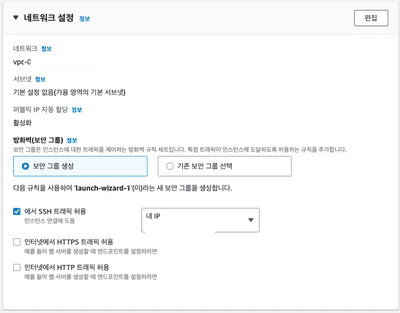 ▼ 네트워크 설정 정보
편집
네트워크 정보
vpc-0
서브넷 정보
기본 설정 없음(가용 영역의 기본 서브넷)
퍼블릭 IP 자동 할당 정보
활성화
방화벽(보안 그룹) 정보
보안 그룹은 인스턴스에 대한 트래픽을 제어하는 방화벽 규칙 세트입니다. 특정 트래픽이 인스턴스에 도달하도록 허용하는 규칙을 추가합니다.
보안 그룹 생성
기존 보안 그룹 선택
다음 규칙을 사용하여 'launch-wizard-1'(이)라는 새 보안 그룹을 생성합니다.
에서 SSH 트래픽 허용
인스턴스 연결에 도움
내 IP
인터넷에서 HTTPS 트래픽 허용
예를 들어 웹 서버를 생성할 때 엔드포인트를 설정하려면
인터넷에서 HTTP 트래픽 허용
예를 들어 웹 서버를 생성할 때 엔드포인트를 설정하려면